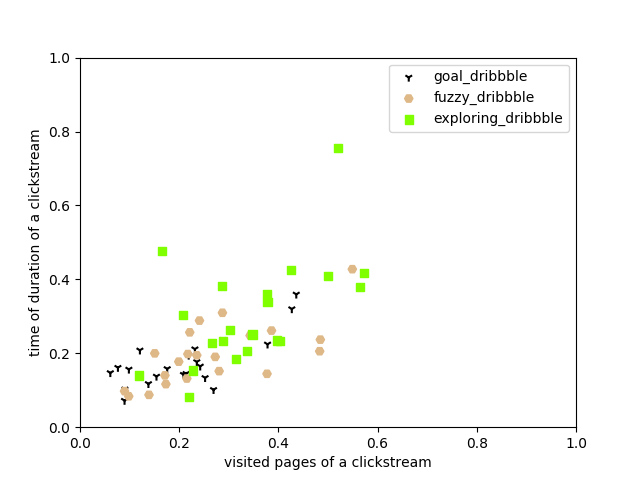 goal_dribbble
fuzzy_dribbble
exploring_dribbble
1.0
0.8
0.6
0.4
0.2
0.0
time of duration of a clickstream
0.0 0.2 0.4 0.6 0.8 1.0
visited pages of a clickstream